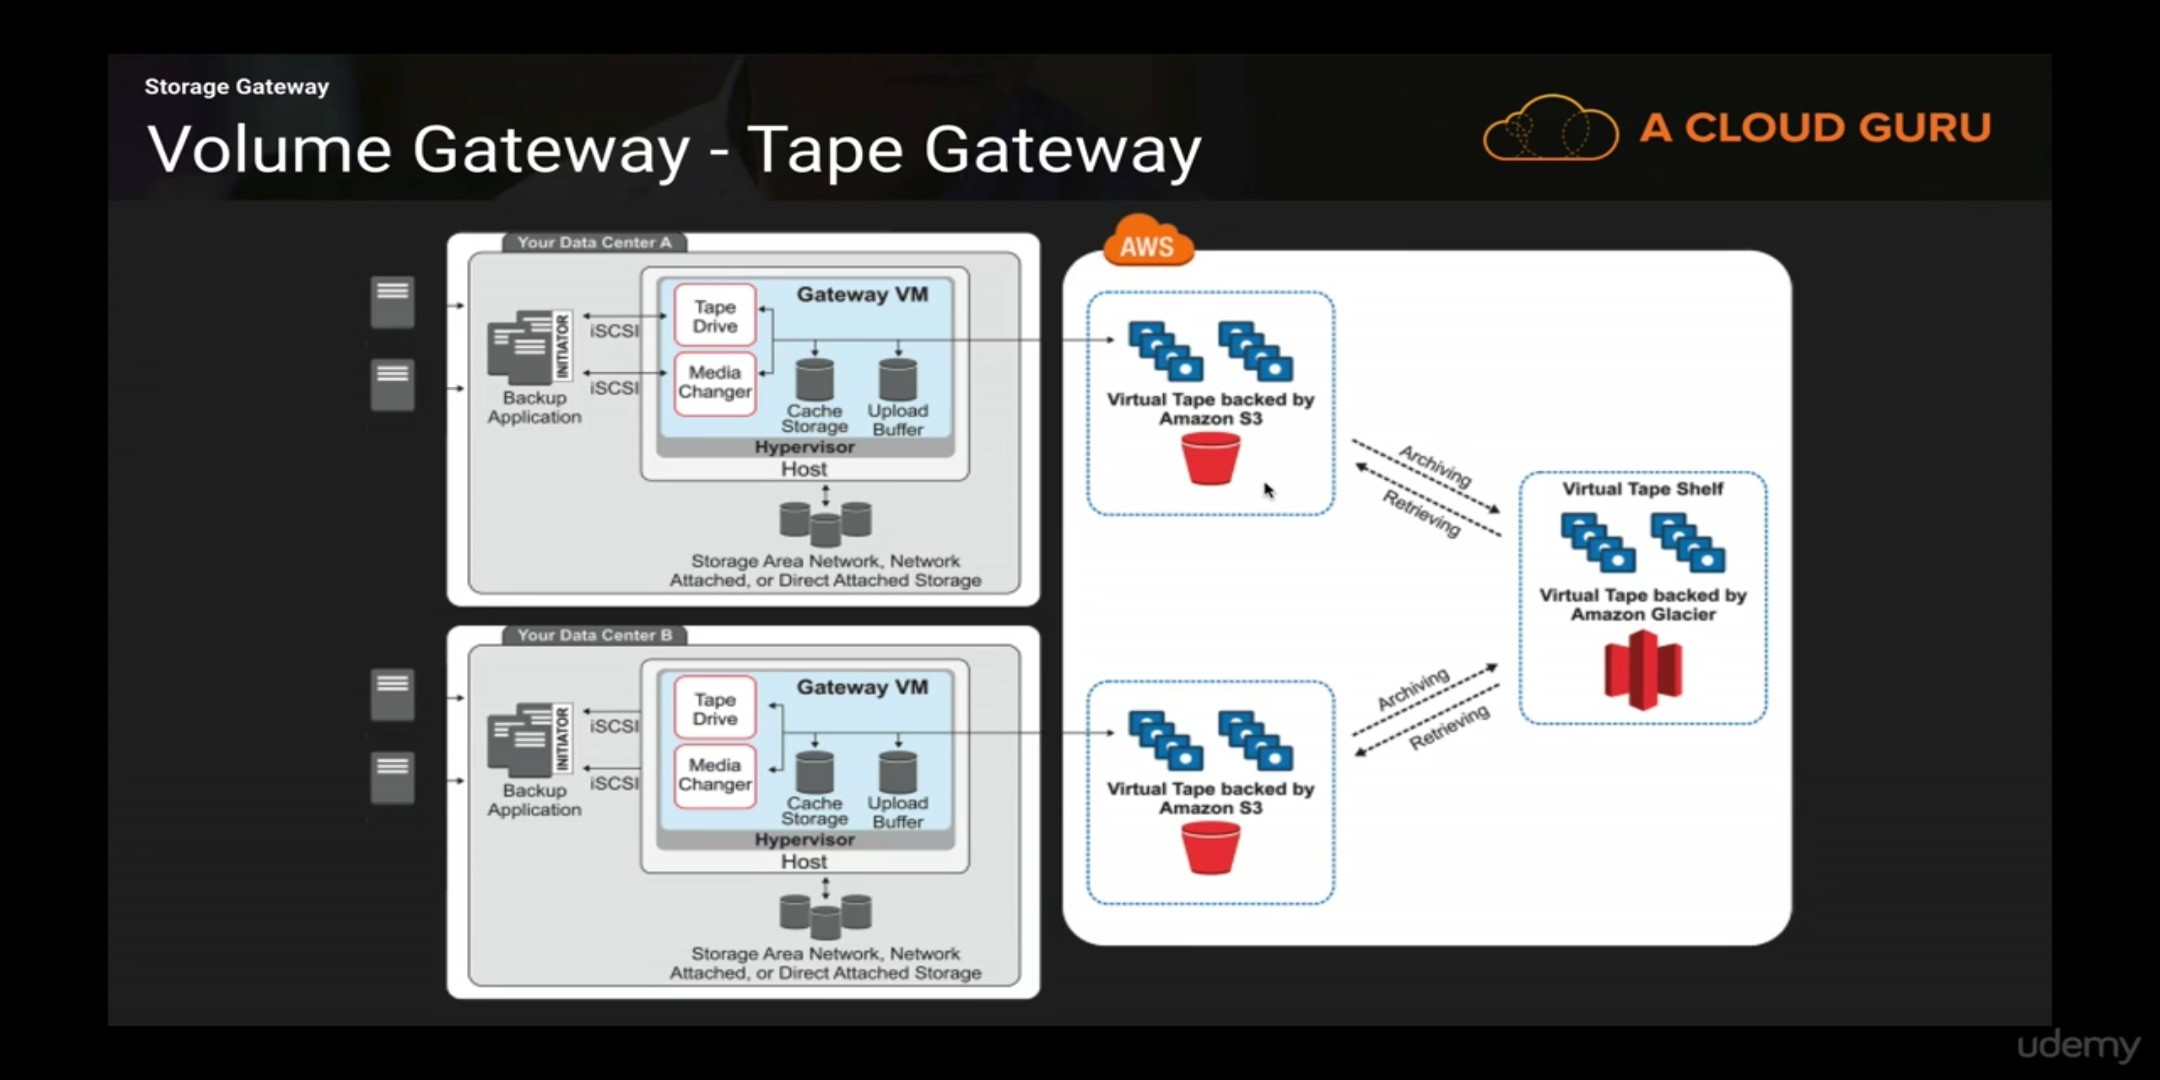 Storage Gateway
Volume Gateway - Tape Gateway
A CLOUD GURU
Your Data Center A
INITIATOR
Backup
Application
iSCSI
iSCSI
Tape
Drive
Media
Changer
Gateway VM
Cache
Storage
Upload
Buffer
Hypervisor
Host
Storage Area Network, Network
Attached, or Direct Attached Storage
Your Data Center B
INITIATOR
Backup
Application
iSCSI
iSCSI
Tape
Drive
Media
Changer
Gateway VM
Cache
Storage
Upload
Buffer
Hypervisor
Host
Storage Area Network, Network
Attached, or Direct Attached Storage
AWS
Virtual Tape backed by
Amazon S3
Archiving
Retrieving
Virtual Tape Shelf
Virtual Tape backed by
Amazon Glacier
Archiving
Retrieving
Virtual Tape backed by
Amazon S3
udemy